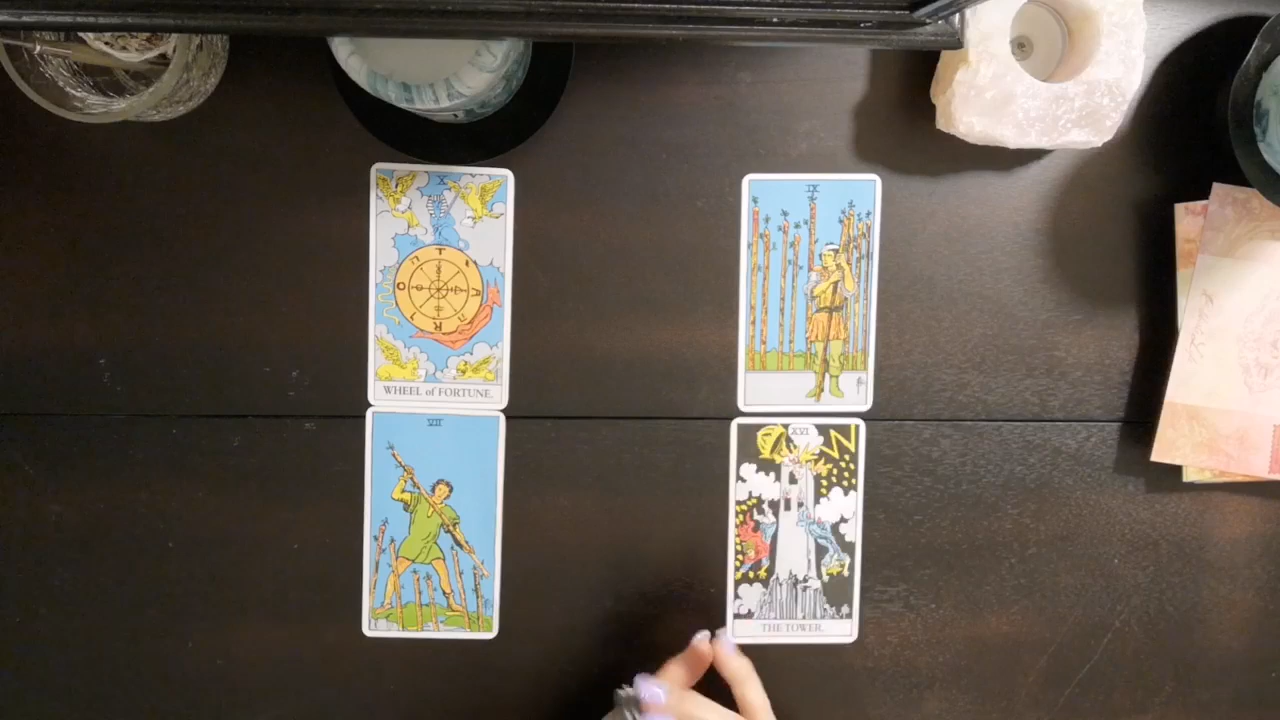 X
WHEEL of FORTUNE.
VII
IX
XVI
THE TOWER.